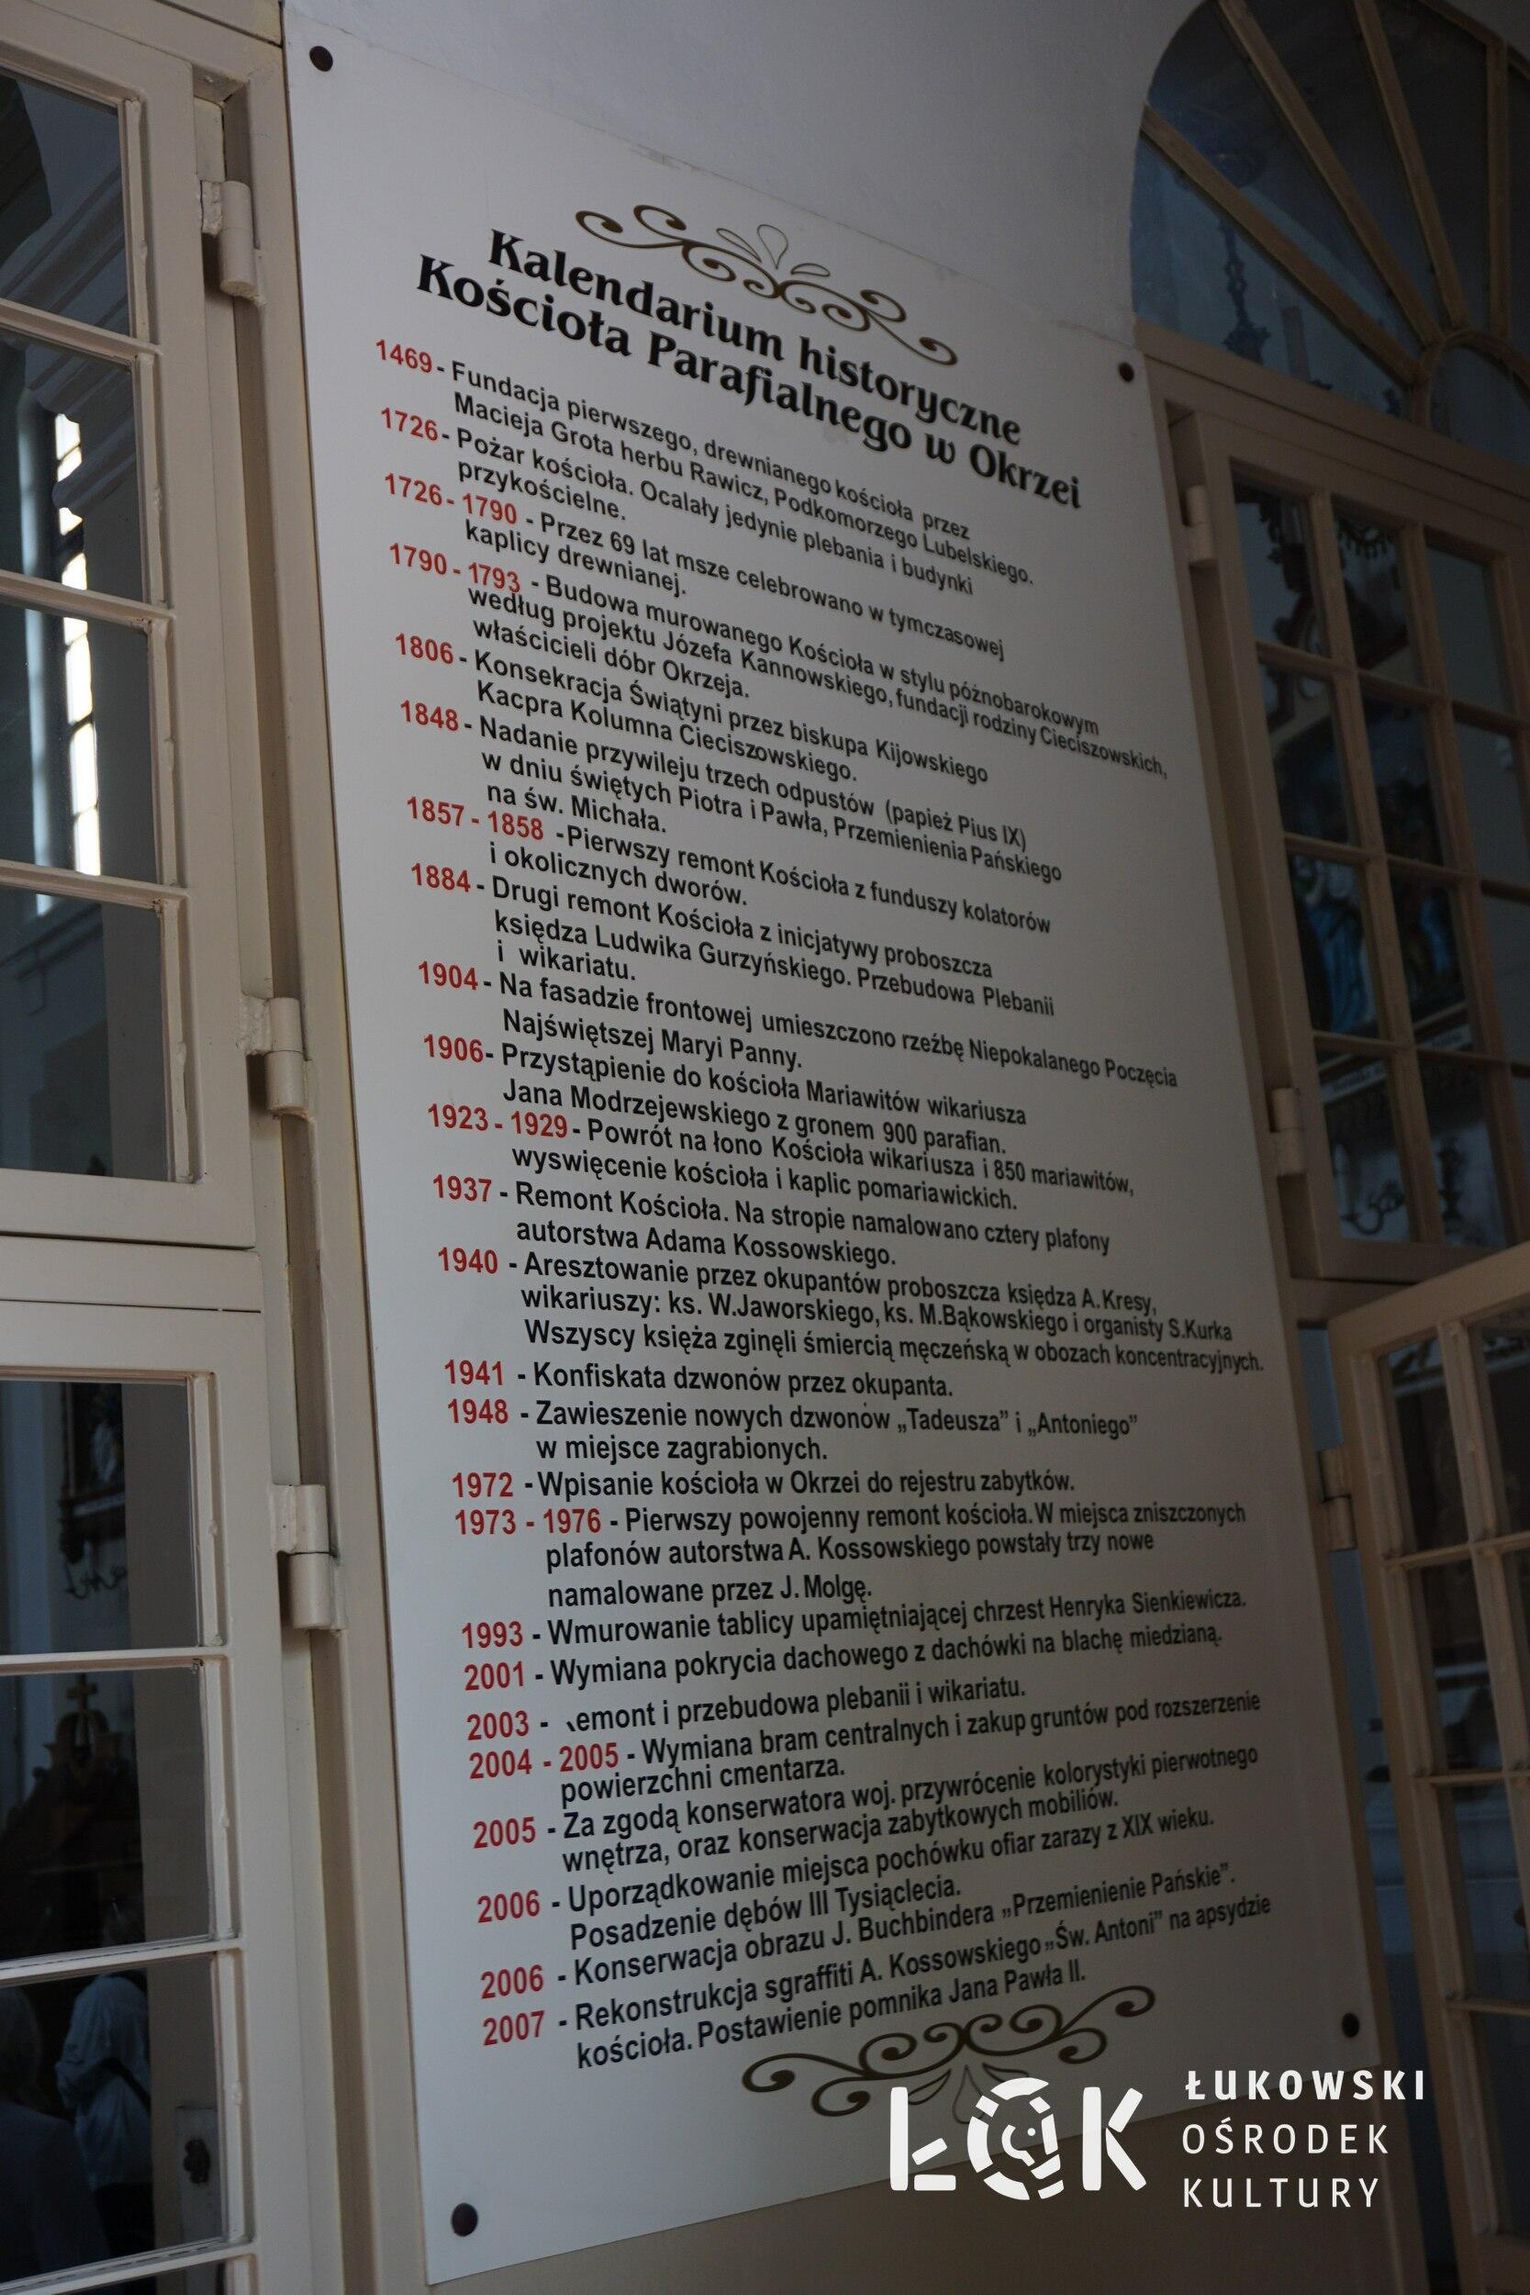 Kalendarium historyczne
Kościoła Parafialnego w Okrzei
1469 - Fundacja pierwszego, drewnianego kościoła przez
Macieja Grota herbu Rawicz, Podkomorzego Lubelskiego.
1726 - Pożar kościoła. Ocalały jedynie plebania i budynki
przykościelne.
1726 - 1790 - Przez 69 lat msze celebrowano w tymczasowej
kaplicy drewnianej.
1790 - 1793 - Budowa murowanego Kościoła w stylu późnobarokowym
według projektu Józefa Kannowskiego, fundacji rodziny Cieciszowskich,
właścicieli dóbr Okrzeja.
1806 - Konsekracja Świątyni przez biskupa Kijowskiego
Kacpra Kolumna Cieciszowskiego.
1848 - Nadanie przywileju trzech odpustów (papież Pius IX)
w dniu świętych Piotra i Pawła, Przemienienia Pańskiego
na św. Michała.
1857 - 1858 - Pierwszy remont Kościoła z funduszy kolatorów
i okolicznych dworów.
1884 - Drugi remont Kościoła z inicjatywy proboszcza
księdza Ludwika Gurzyńskiego. Przebudowa Plebanii
i wikariatu.
1904 - Na fasadzie frontowej umieszczono rzeźbę Niepokalanego Poczęcia
Najświętszej Maryi Panny.
1906 - Przystąpienie do kościoła Mariawitów wikariusza
Jana Modrzejewskiego z gronem 900 parafian.
1923 - 1929 - Powrót na łono Kościoła wikariusza i 850 mariawitów,
wyswięcenie kościoła i kaplic pomariawickich.
1937 - Remont Kościoła. Na stropie namalowano cztery plafony
autorstwa Adama Kossowskiego.
1940 - Aresztowanie przez okupantów proboszcza księdza A. Kresy,
wikariuszy: ks. W.Jaworskiego, ks. M.Bąkowskiego i organisty S.Kurka
Wszyscy księża zginęli śmiercią męczeńską w obozach koncentracyjnych.
1941 - Konfiskata dzwonów przez okupanta.
1948 - Zawieszenie nowych dzwonów „Tadeusza” i „Antoniego”
w miejsce zagrabionych.
1972 - Wpisanie kościoła w Okrzei do rejestru zabytków.
1973 - 1976 - Pierwszy powojenny remont kościoła. W miejsca zniszczonych
plafonów autorstwa A. Kossowskiego powstały trzy nowe
namalowane przez J. Molgę.
1993 - Wmurowanie tablicy upamiętniającej chrzest Henryka Sienkiewicza.
2001 - Wymiana pokrycia dachowego z dachówki na blachę miedzianą.
2003 - emont i przebudowa plebanii i wikariatu.
2004 - 2005 - Wymiana bram centralnych i zakup gruntów pod rozszerzenie
powierzchni cmentarza.
2005 - Za zgodą konserwatora woj. przywrócenie kolorystyki pierwotnego
wnętrza, oraz konserwacja zabytkowych mobiliów.
2006 - Uporządkowanie miejsca pochówku ofiar zarazy z XIX wieku.
Posadzenie dębów III Tysiąclecia.
2006 - Konserwacja obrazu J. Buchbindera „Przemienienie Pańskie”.
2007 - Rekonstrukcja sgraffiti A. Kossowskiego „Św. Antoni” na apsydzie
kościoła. Postawienie pomnika Jana Pawła II.
ŁOK
ŁUKOWSKI
OŚRODEK
KULTURY